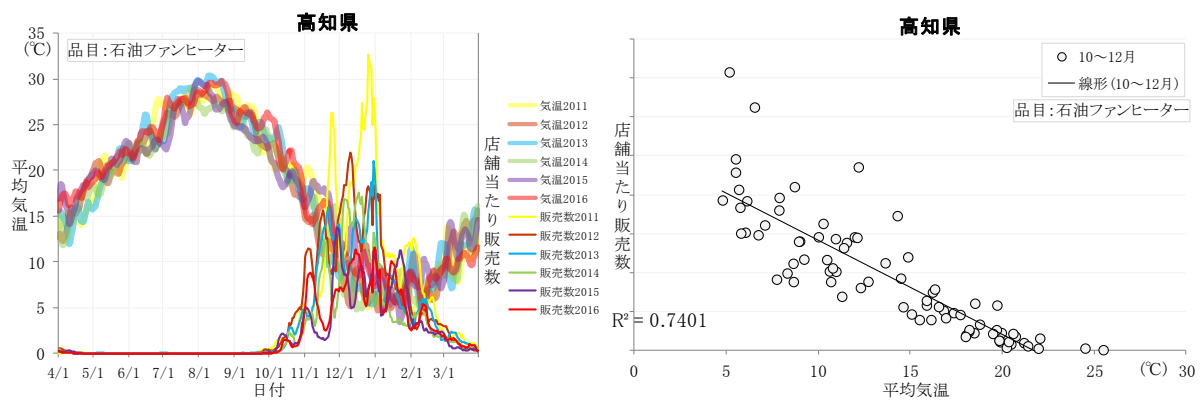 高知県
品目：石油ファンヒーター
(℃)
35
30
25
20
15
10
5
0
平均気温
4/1 5/1 6/1 7/1 8/1 9/1 10/1 11/1 12/1 1/1 2/1 3/1
日付
店舗当たり販売数
気温2011
気温2012
気温2013
気温2014
気温2015
気温2016
販売数2011
販売数2012
販売数2013
販売数2014
販売数2015
販売数2016
高知県
10～12月
線形 (10～12月)
品目：石油ファンヒーター
店舗当たり販売数
R² = 0.7401
0 5 10 15 20 25 30
(℃)
平均気温